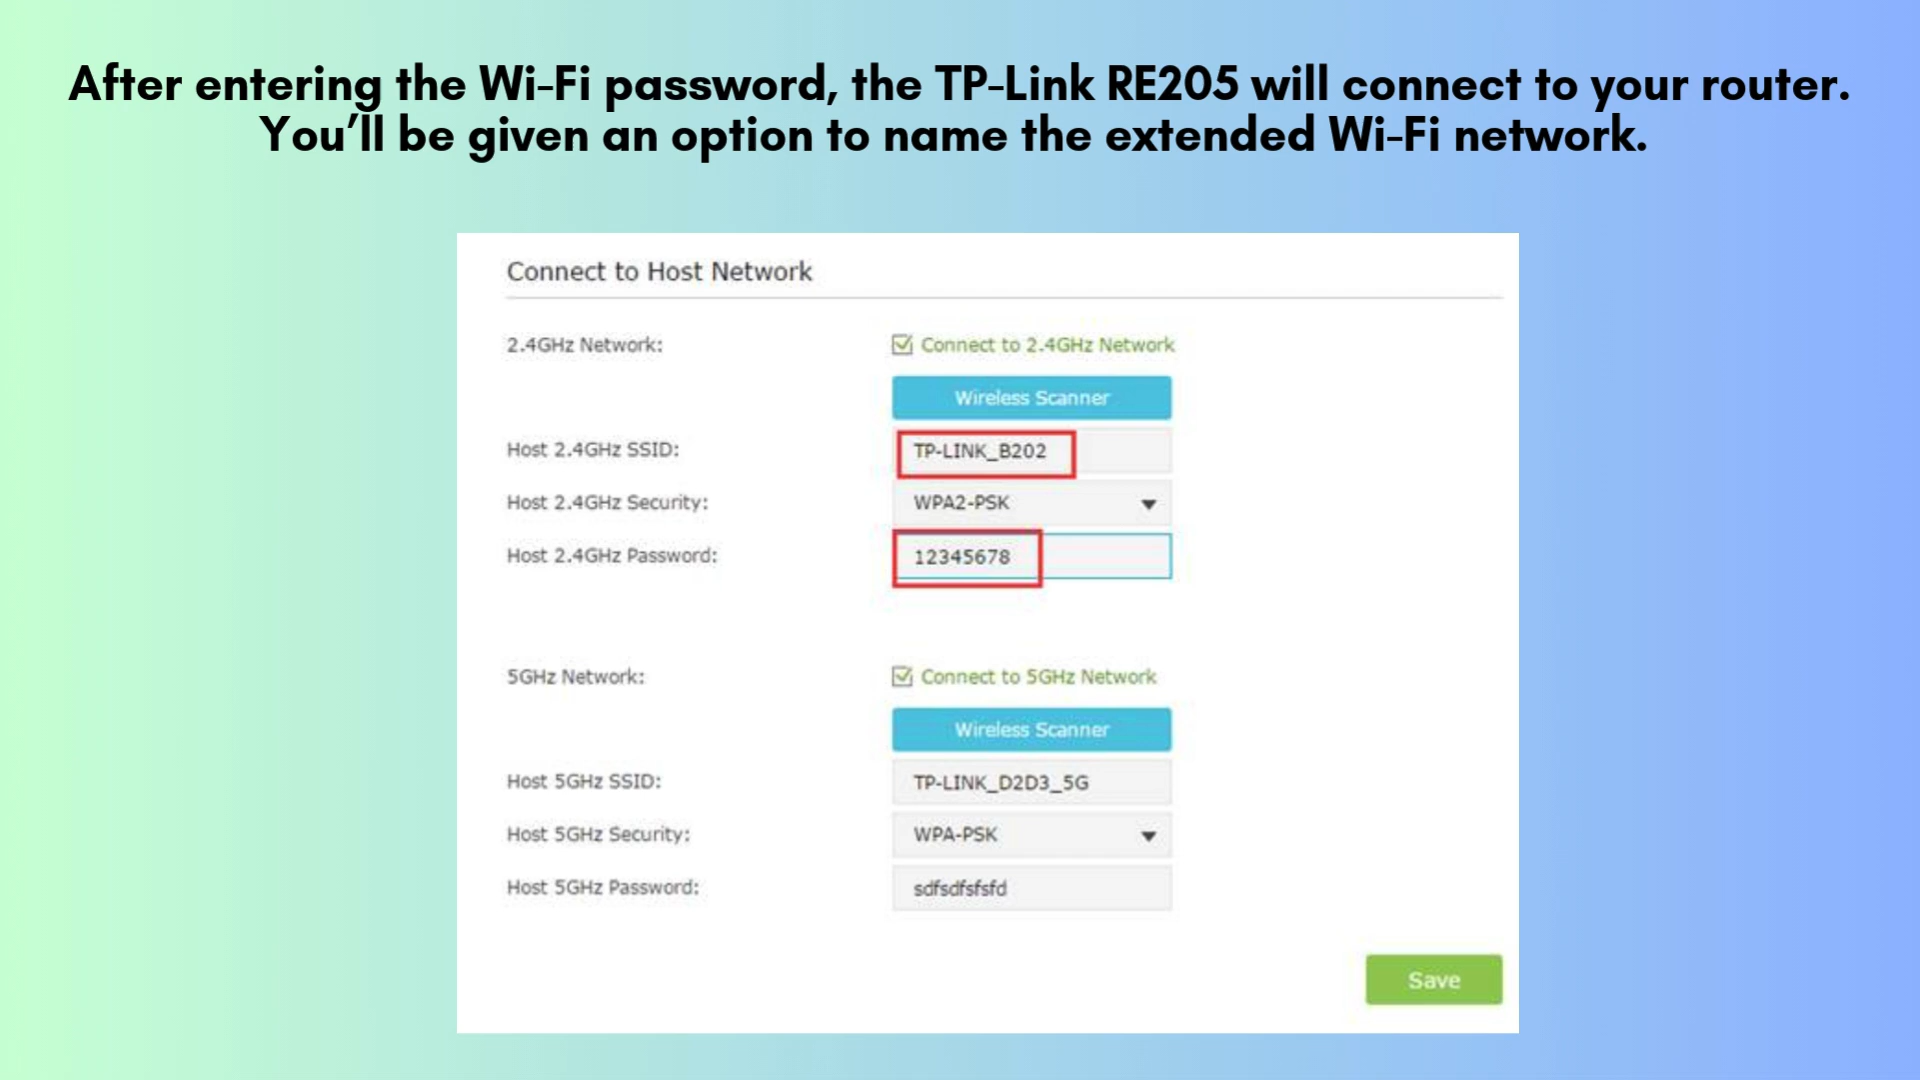 After entering the Wi-Fi password, the TP-Link RE205 will connect to your router.
You’ll be given an option to name the extended Wi-Fi network.
Connect to Host Network
2.4GHz Network: Connect to 2.4GHz Network
Wireless Scanner
Host 2.4GHz SSID: TP-LINK_B202
Host 2.4GHz Security: WPA2-PSK
Host 2.4GHz Password: 12345678
5GHz Network: Connect to 5GHz Network
Wireless Scanner
Host 5GHz SSID: TP-LINK_D2D3_5G
Host 5GHz Security: WPA-PSK
Host 5GHz Password: sdfsdfsfsfd
Save